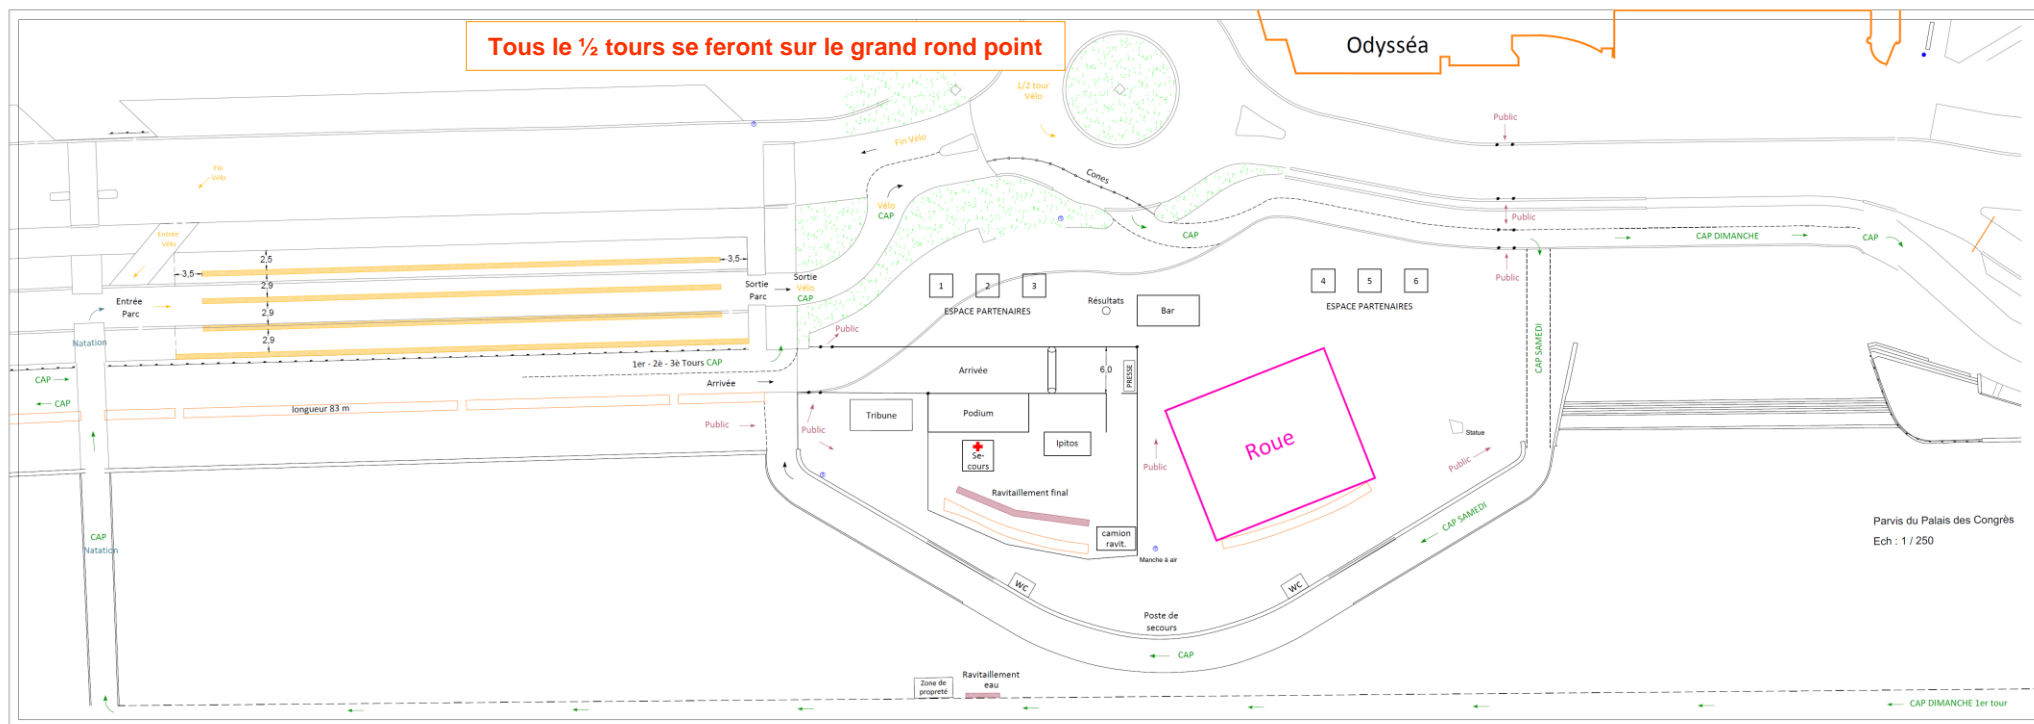 Tous le ½ tours se feront sur le grand rond point
Odysséa
1/2 tour
Vélo
Public
Fin Vélo
Fin
Vélo
Cones
Vélo
CAP
Public
CAP
CAP DIMANCHE
CAP
Entrée
Vélo
2,5
3,5
3,5
2,9
2,9
2,9
Entrée
Parc
Sortie
Parc
Sortie
Vélo
CAP
Public
1
2
3
ESPACE PARTENAIRES
Résultats
Bar
4
5
6
ESPACE PARTENAIRES
Natation
Public
1er - 2è - 3è Tours CAP
CAP
CAP
Arrivée
longueur 83 m
Arrivée
6.0
PRESSE
CAP SAMEDI
Public
Public
Tribune
Podium
Ipitos
Se-
cours
Ravitaillement final
camion
ravit.
Manche à air
Public
Roue
Statue
Public
CAP SAMEDI
Parvis du Palais des Congrès
Ech : 1 / 250
CAP
Natation
WC
WC
Poste de
secours
CAP
Zone de
propreté
Ravitaillement
eau
CAP DIMANCHE 1er tour